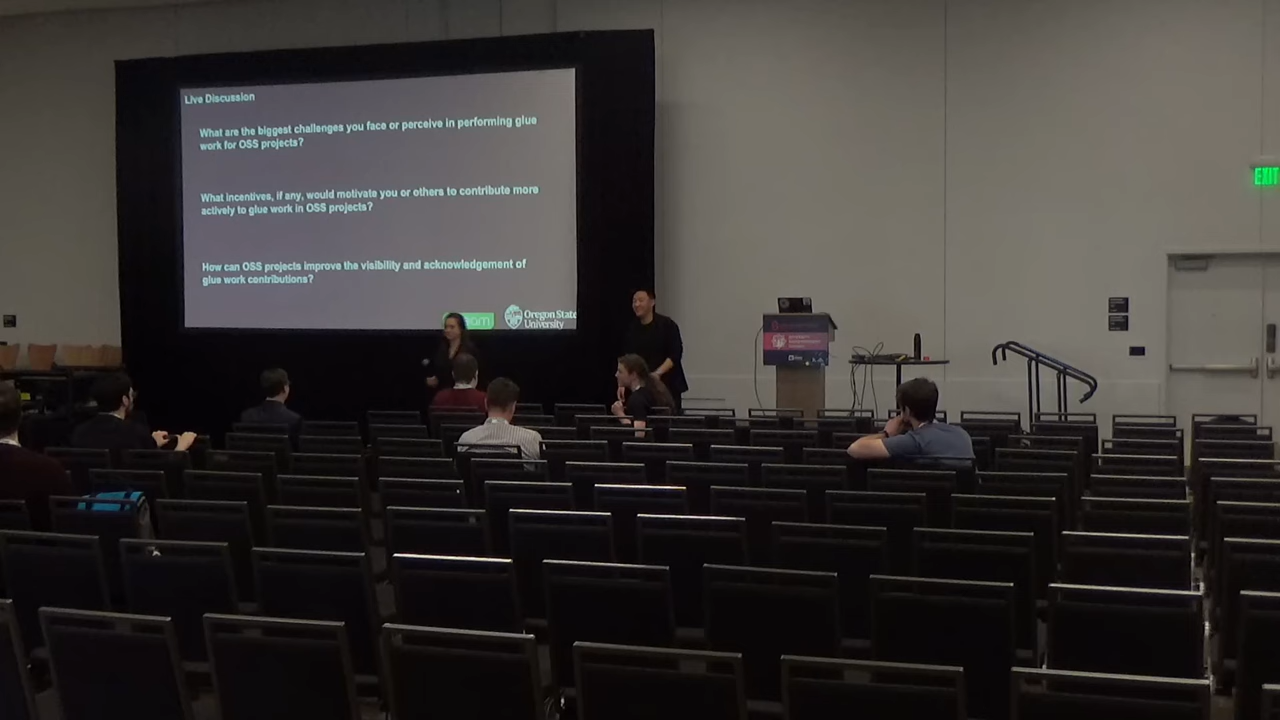 Live Discussion
What are the biggest challenges you face or perceive in performing glue
work for OSS projects?
What incentives, if any, would motivate you or others to contribute more
actively to glue work in OSS projects?
How can OSS projects improve the visibility and acknowledgement of
glue work contributions?
Oregon State
University
EXIT